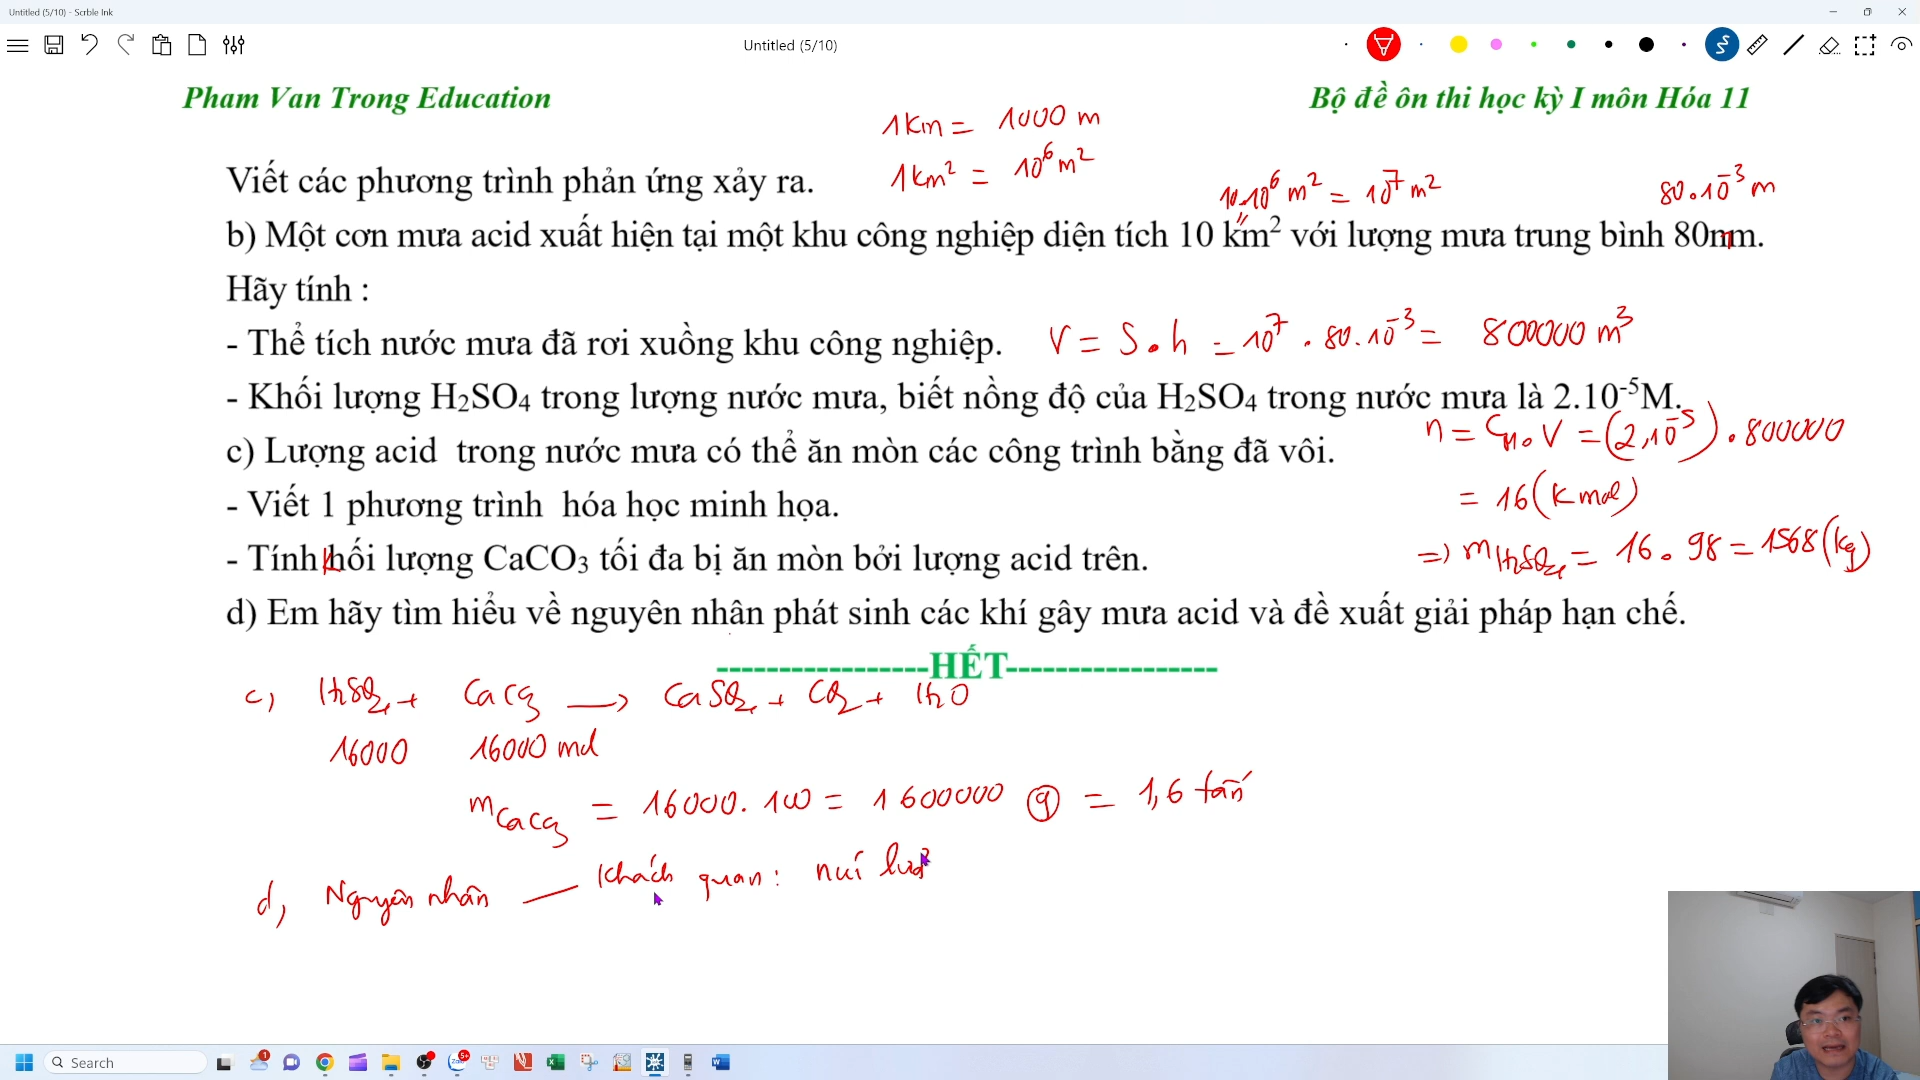 Untitled (5/10) - Scrble Ink
Untitled (5/10)
Pham Van Trong Education
Bộ đề ôn thi học kỳ I môn Hóa 11
1km = 1000 m
1km² = 10⁶ m²
10.10⁶ m² = 10⁷ m²
80.10⁻³ m
Viết các phương trình phản ứng xảy ra.
b) Một cơn mưa acid xuất hiện tại một khu công nghiệp diện tích 10 km² với lượng mưa trung bình 80mm.
Hãy tính :
- Thể tích nước mưa đã rơi xuồng khu công nghiệp.
V = S.h = 10⁷ . 80.10⁻³ = 800000 m³
- Khối lượng H₂SO₄ trong lượng nước mưa, biết nồng độ của H₂SO₄ trong nước mưa là 2.10⁻⁵M.
n = C_M.V = (2.10⁻⁵).800000
c) Lượng acid trong nước mưa có thể ăn mòn các công trình bằng đã vôi.
= 16 (kmol)
- Viết 1 phương trình hóa học minh họa.
=> mH₂SO₄ = 16.98 = 1568 (kg)
- Tính khối lượng CaCO₃ tối đa bị ăn mòn bởi lượng acid trên.
d) Em hãy tìm hiểu về nguyên nhân phát sinh các khí gây mưa acid và đề xuất giải pháp hạn chế.
-----------------HẾT-----------------
c, H₂SO₄ + CaCO₃ → CaSO₄ + CO₂ + H₂O
16000 16000 mol
mCaCO₃ = 16000.100 = 1600000 g = 1,6 tấn
d, Nguyên nhân — Khách quan: núi lửa
Search